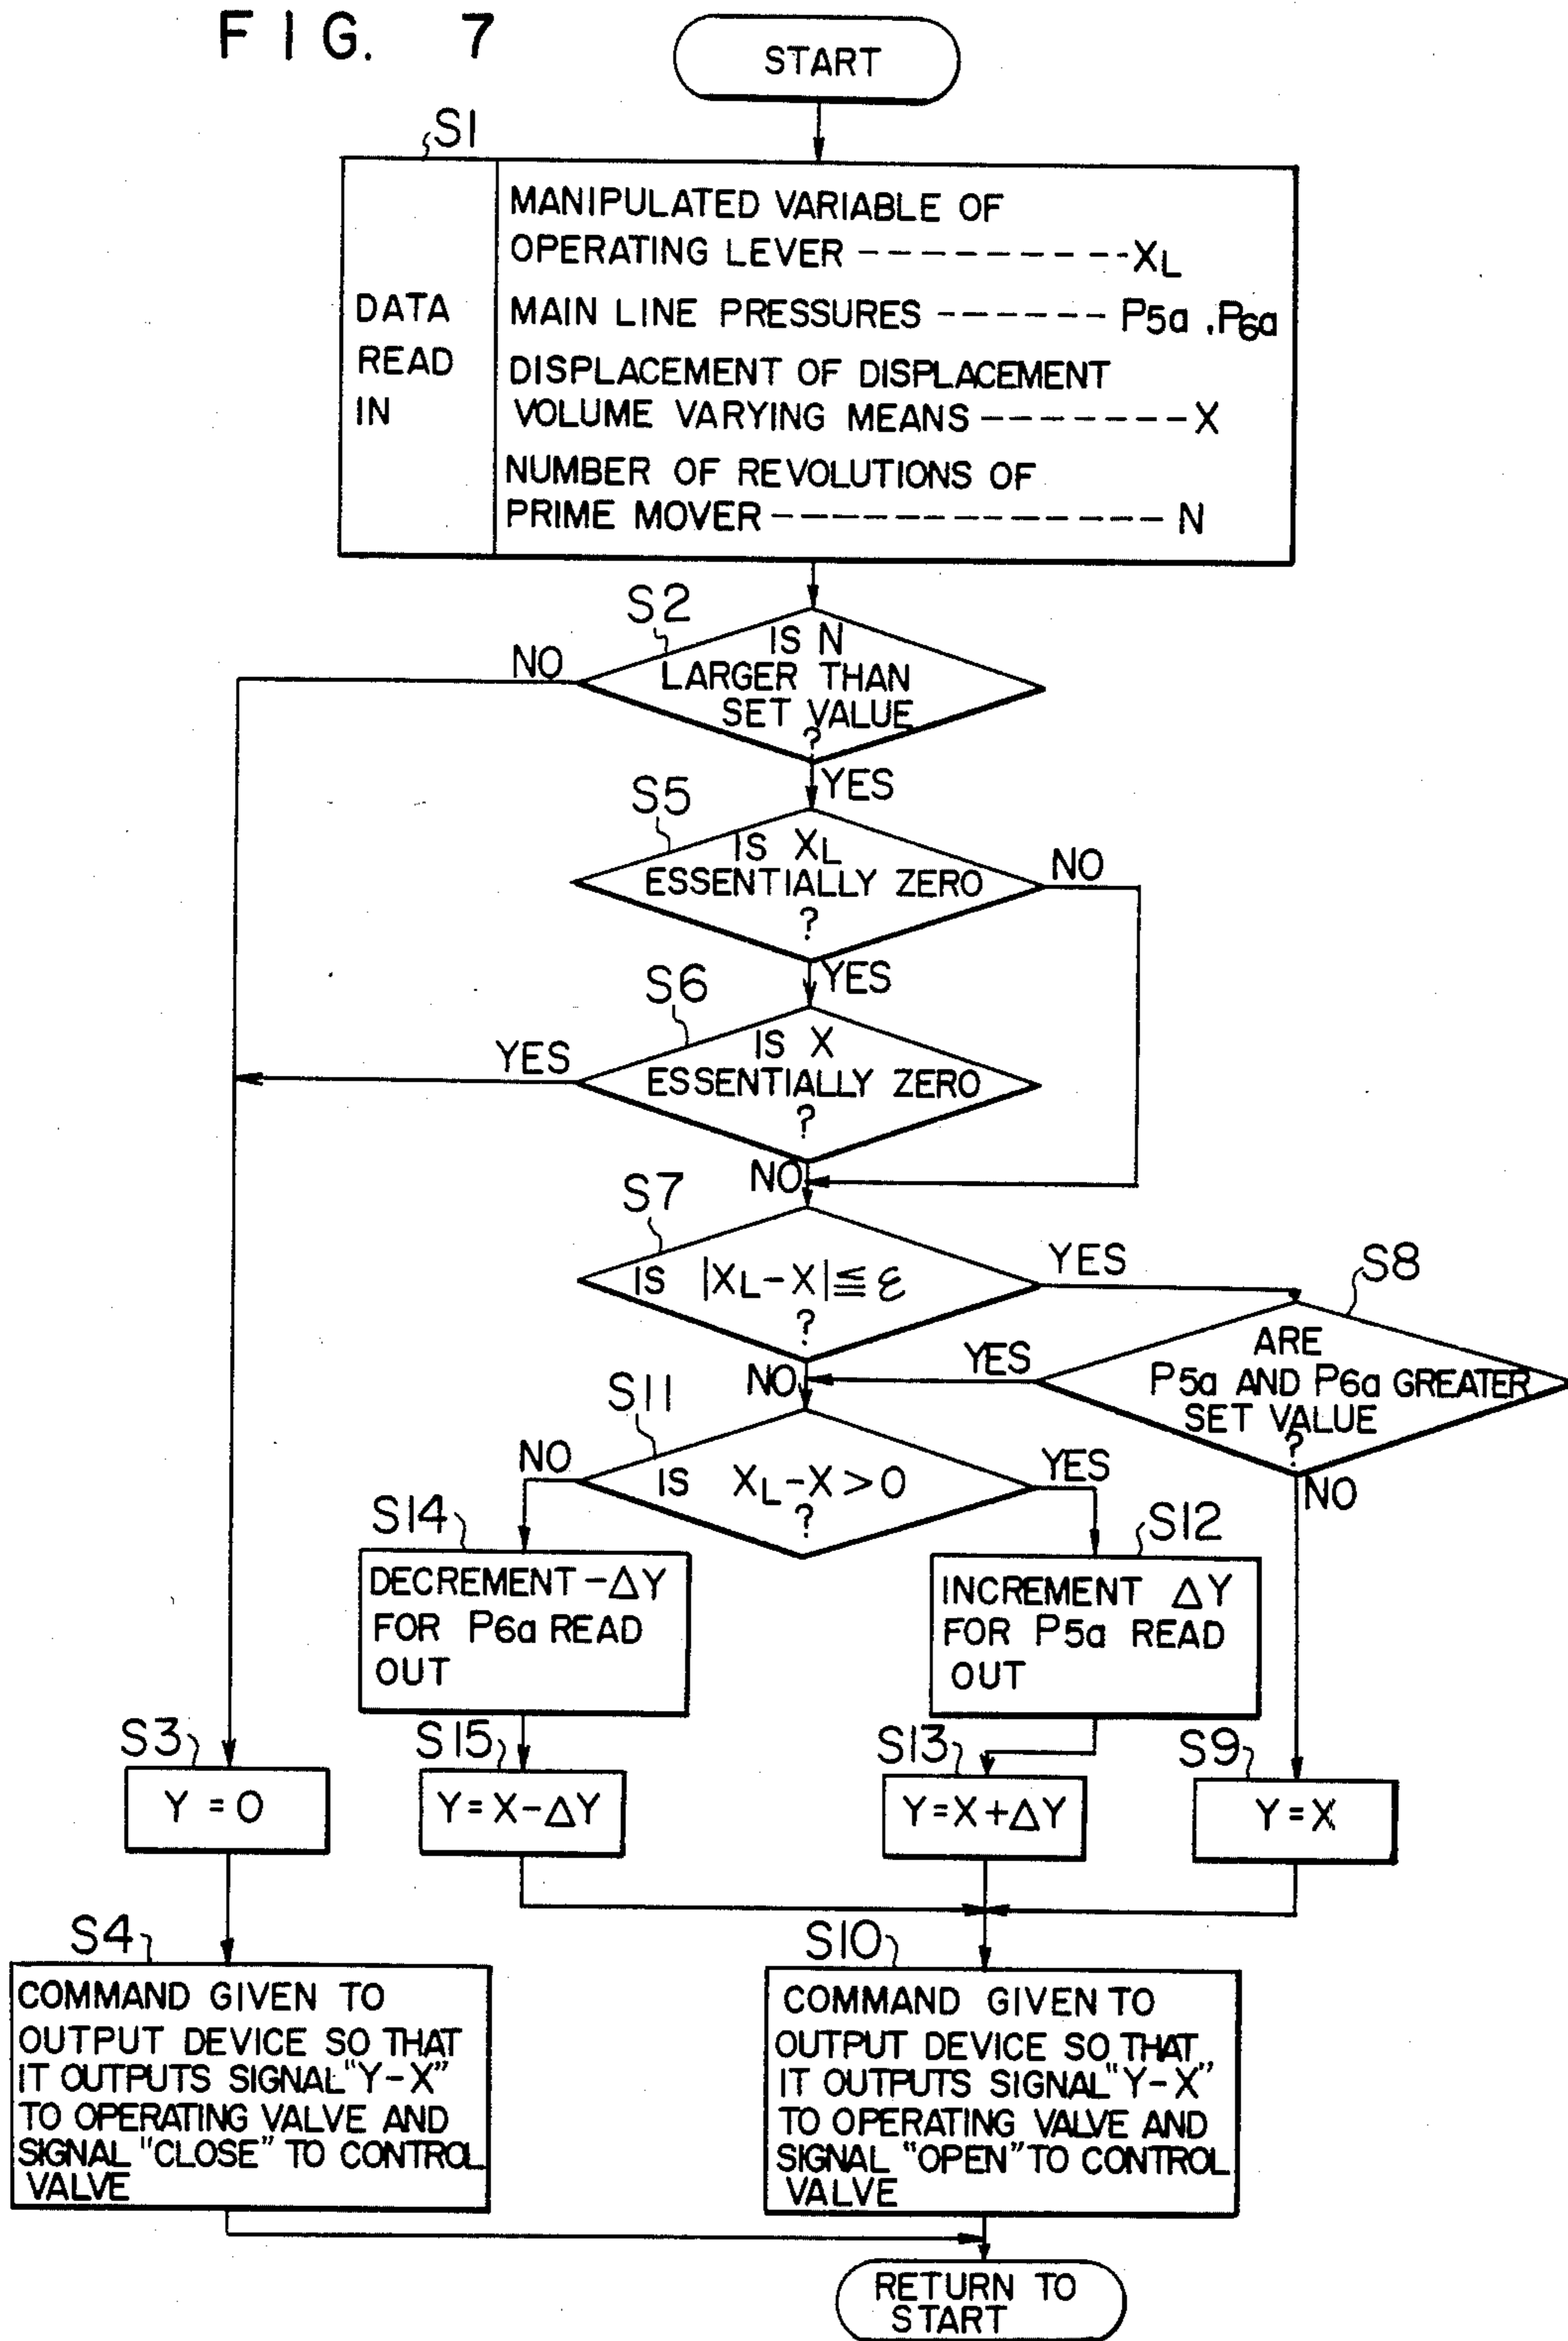 FIG. 7
START
S1
DATA
READ
IN
MANIPULATED VARIABLE OF
OPERATING LEVER ----------XL
MAIN LINE PRESSURES ------ P5a ,P6a
DISPLACEMENT OF DISPLACEMENT
VOLUME VARYING MEANS -------X
NUMBER OF REVOLUTIONS OF
PRIME MOVER -------------- N
S2
IS N
LARGER THAN
SET VALUE
?
NO
YES
S5
IS XL
ESSENTIALLY ZERO
?
NO
YES
S6
IS X
ESSENTIALLY ZERO
?
YES
NO
S7
IS |XL-X|≦ε
?
YES
NO
S8
ARE
P5a AND P6a GREATER
SET VALUE
?
YES
NO
S11
IS XL-X>0
?
NO
YES
S14
DECREMENT -ΔY
FOR P6a READ
OUT
S12
INCREMENT ΔY
FOR P5a READ
OUT
S3
Y=0
S15
Y=X-ΔY
S13
Y=X+ΔY
S9
Y=X
S4
COMMAND GIVEN TO
OUTPUT DEVICE SO THAT
IT OUTPUTS SIGNAL "Y-X"
TO OPERATING VALVE AND
SIGNAL "CLOSE" TO CONTROL
VALVE
S10
COMMAND GIVEN TO
OUTPUT DEVICE SO THAT
IT OUTPUTS SIGNAL "Y-X"
TO OPERATING VALVE AND
SIGNAL "OPEN" TO CONTROL
VALVE
RETURN TO
START